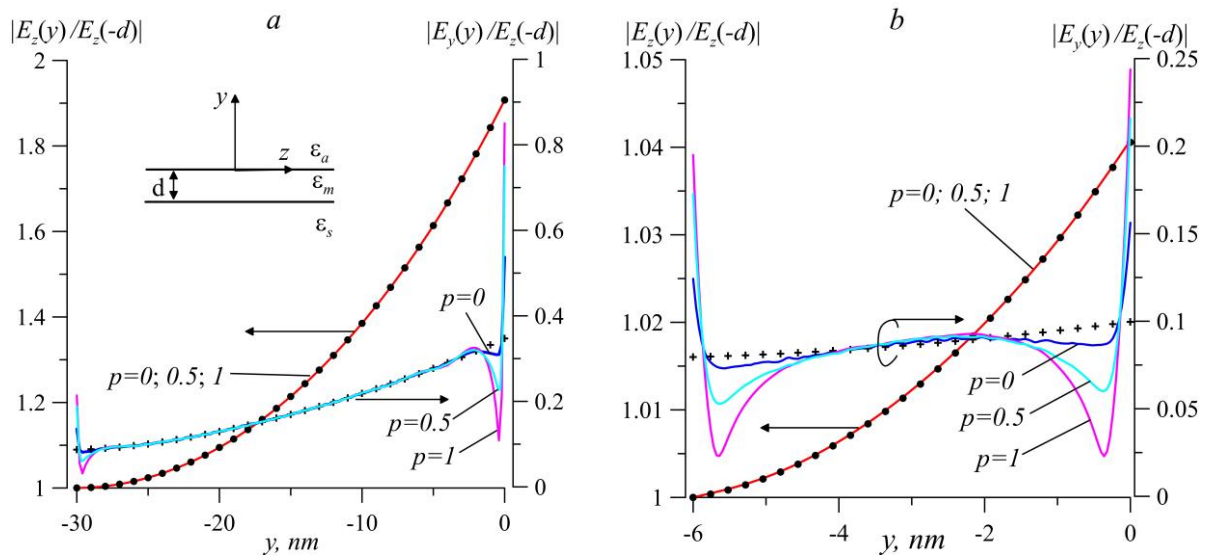 a
|E_z(y)/E_z(-d)|
|E_y(y)/E_z(-d)|
2
1.8
1.6
1.4
1.2
1
1
0.8
0.6
0.4
0.2
0
y
z
ε_a
d
ε_m
ε_s
p=0
p=0; 0.5; 1
p=0.5
p=1
-30
-20
-10
0
y, nm
b
|E_z(y)/E_z(-d)|
|E_y(y)/E_z(-d)|
1.05
1.04
1.03
1.02
1.01
1
0.25
0.20
0.15
0.10
0.05
0
p=0; 0.5; 1
p=0
p=0.5
p=1
-6
-4
-2
0
y, nm